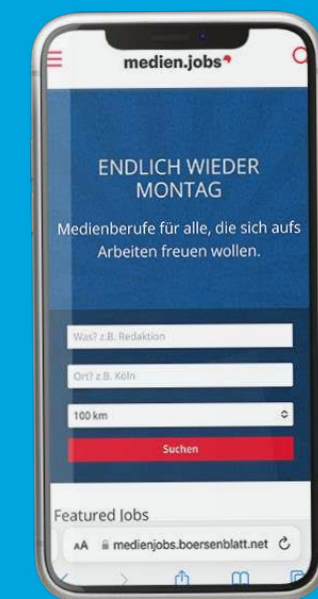 medien.jobs
ENDLICH WIEDER
MONTAG
Medienberufe für alle, die sich aufs
Arbeiten freuen wollen.
Was? z.B. Redaktion
Ort? z.B. Köln
100 km
Suchen
Featured Jobs
AA medienjobs.boersenblatt.net